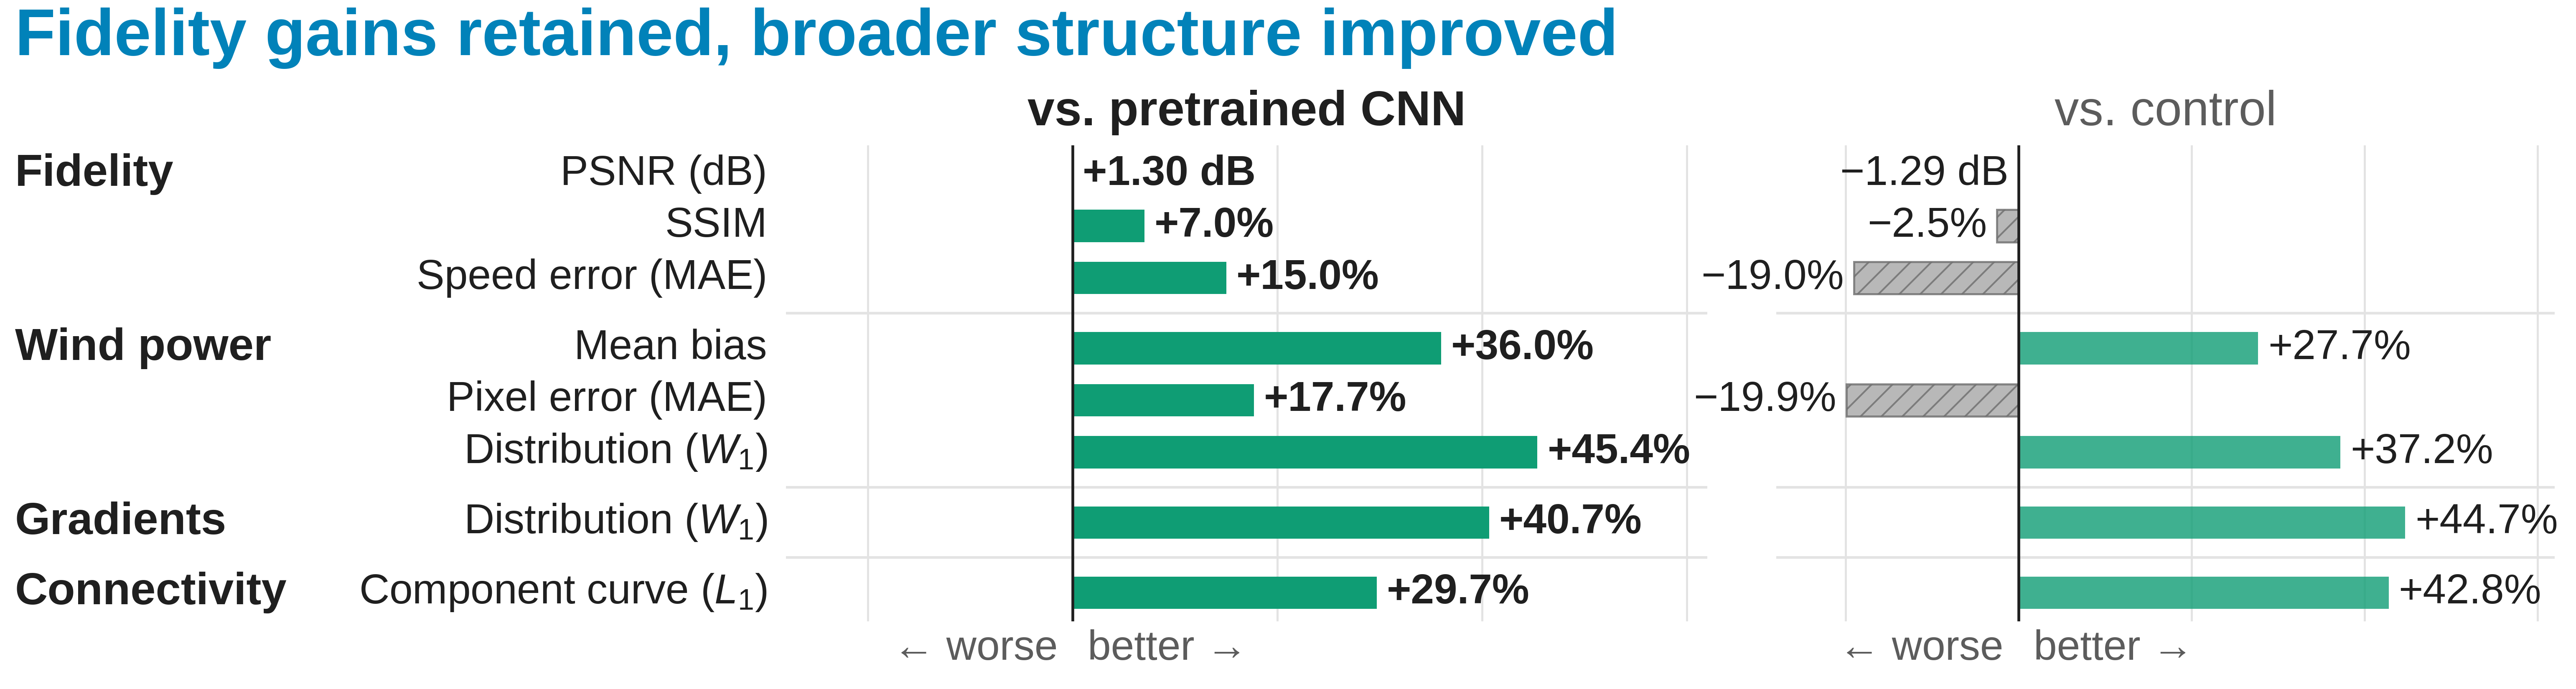 Fidelity gains retained, broader structure improved
vs. pretrained CNN vs. control
Fidelity PSNR (dB) +1.30 dB −1.29 dB
SSIM +7.0% −2.5%
Speed error (MAE) +15.0% −19.0%
Wind power Mean bias +36.0% +27.7%
Pixel error (MAE) +17.7% −19.9%
Distribution (W₁) +45.4% +37.2%
Gradients Distribution (W₁) +40.7% +44.7%
Connectivity Component curve (L₁) +29.7% +42.8%
← worse better → ← worse better →